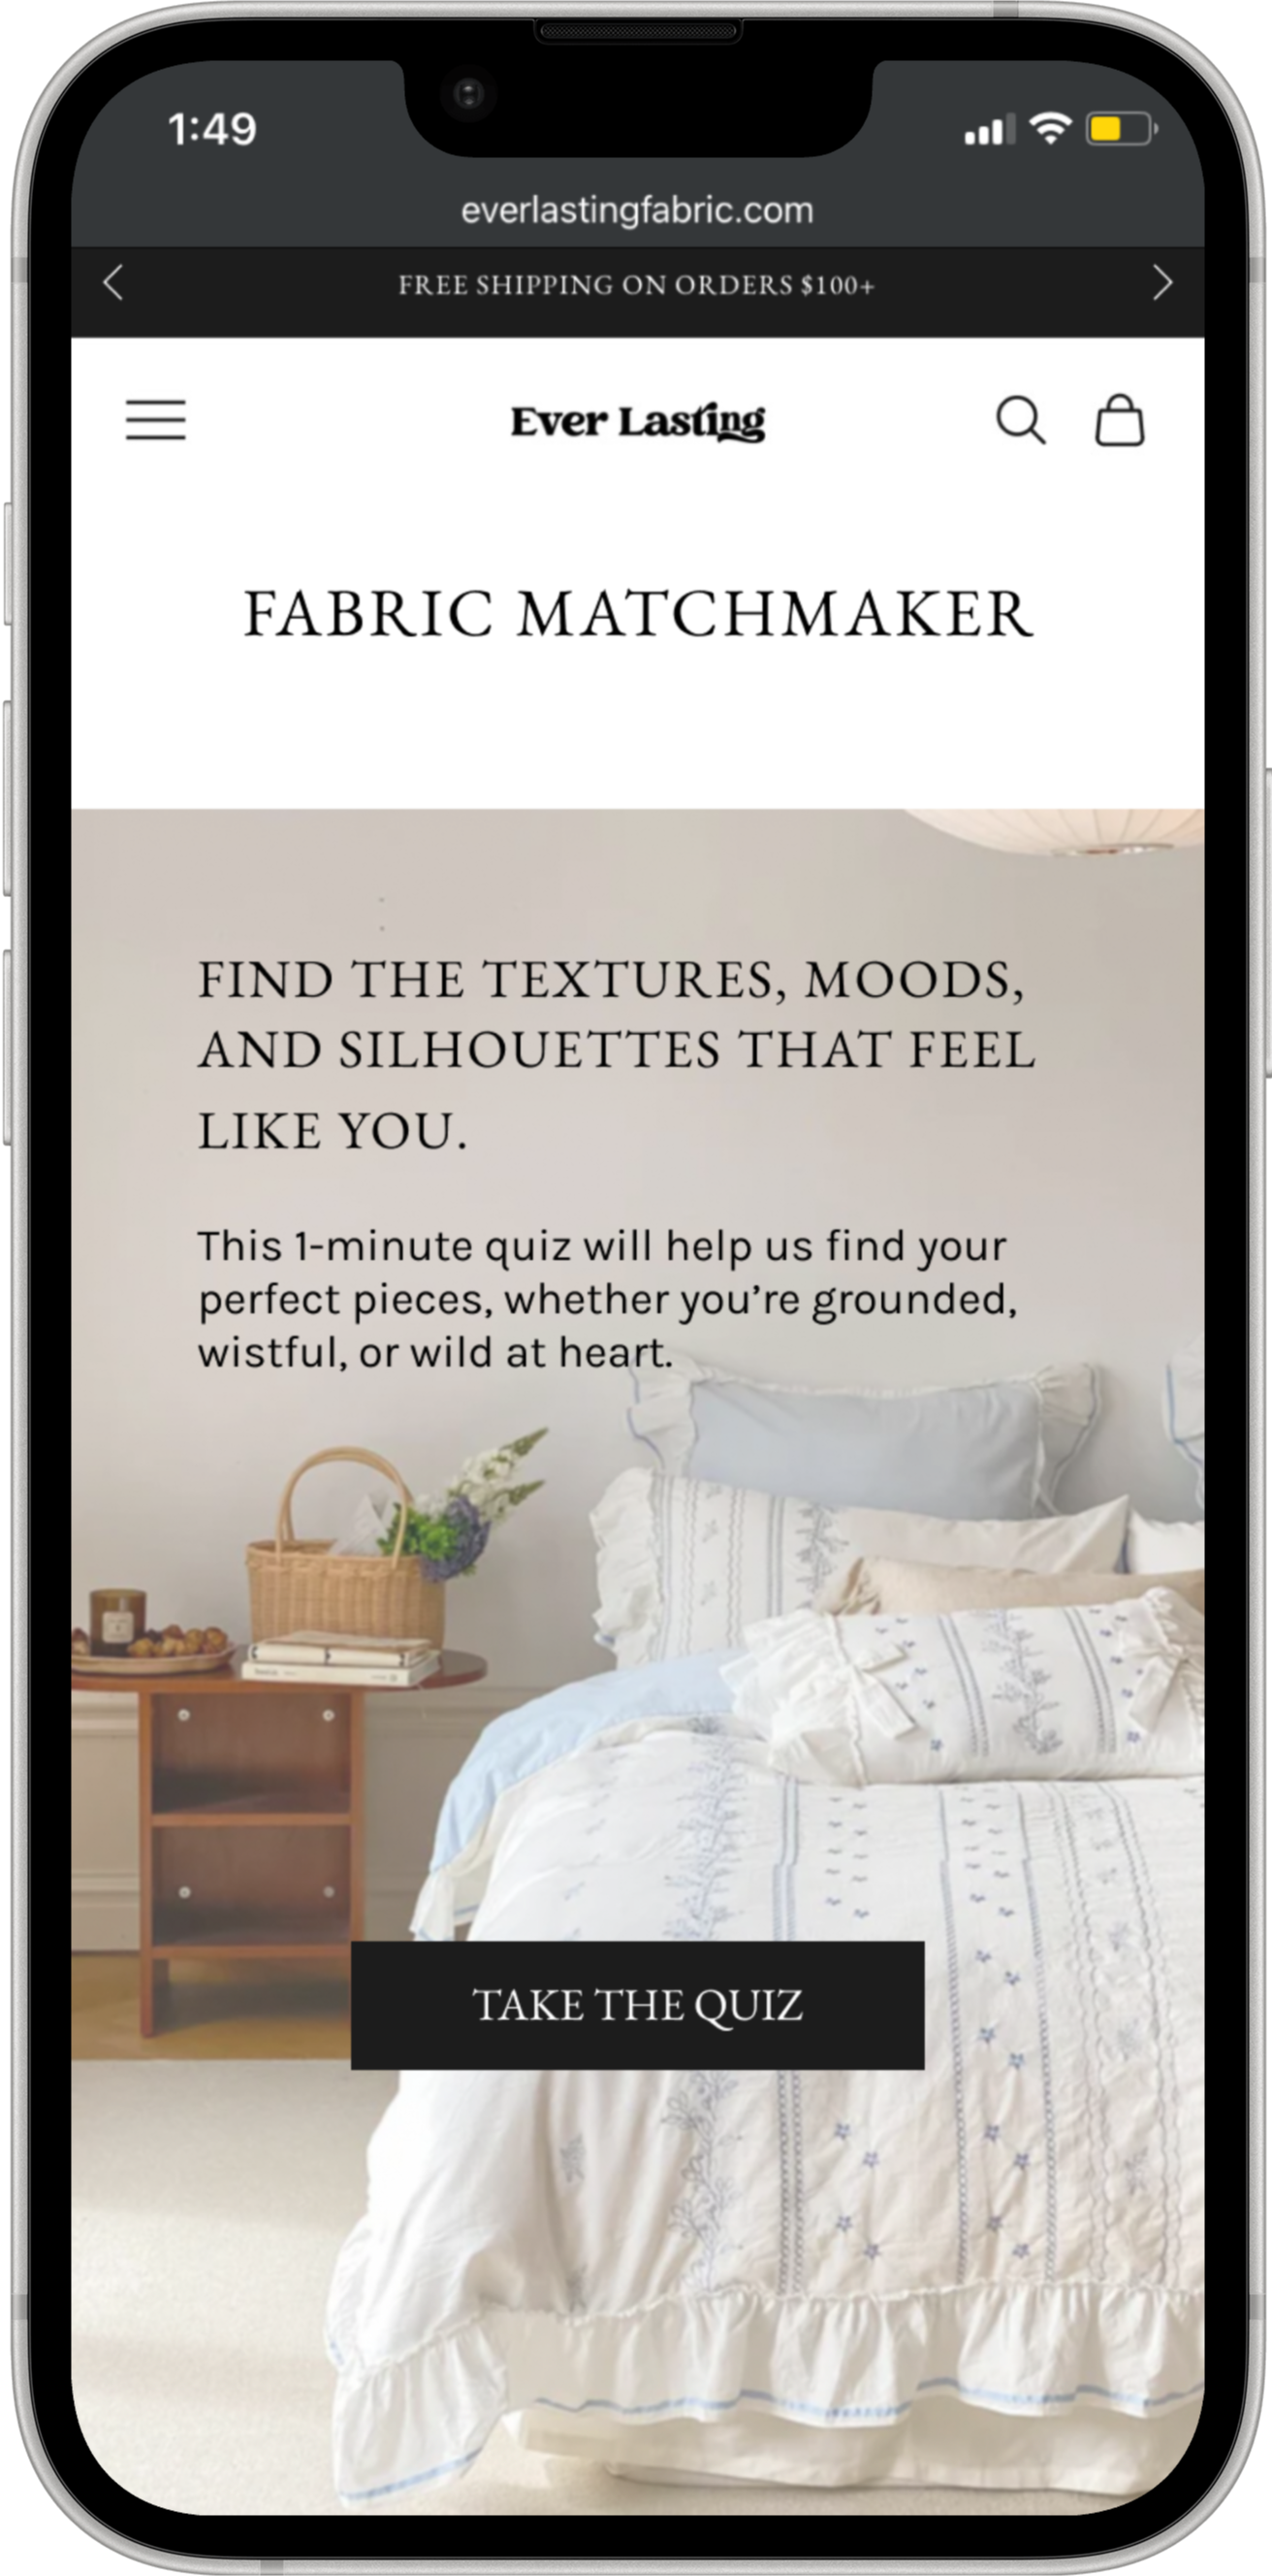 1:49
everlastingfabric.com
FREE SHIPPING ON ORDERS $100+
Ever Lasting
FABRIC MATCHMAKER
FIND THE TEXTURES, MOODS,
AND SILHOUETTES THAT FEEL
LIKE YOU.
This 1-minute quiz will help us find your
perfect pieces, whether you’re grounded,
wistful, or wild at heart.
TAKE THE QUIZ